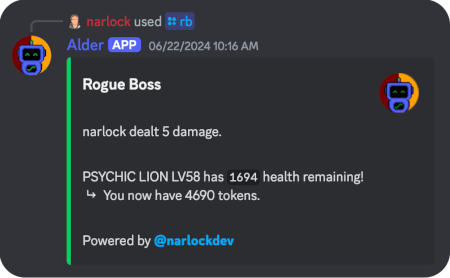 narlock used rb
Alder APP 06/22/2024 10:16 AM
Rogue Boss
narlock dealt 5 damage.
PSYCHIC LION LV58 has 1694 health remaining!
↳ You now have 4690 tokens.
Powered by @narlockdev